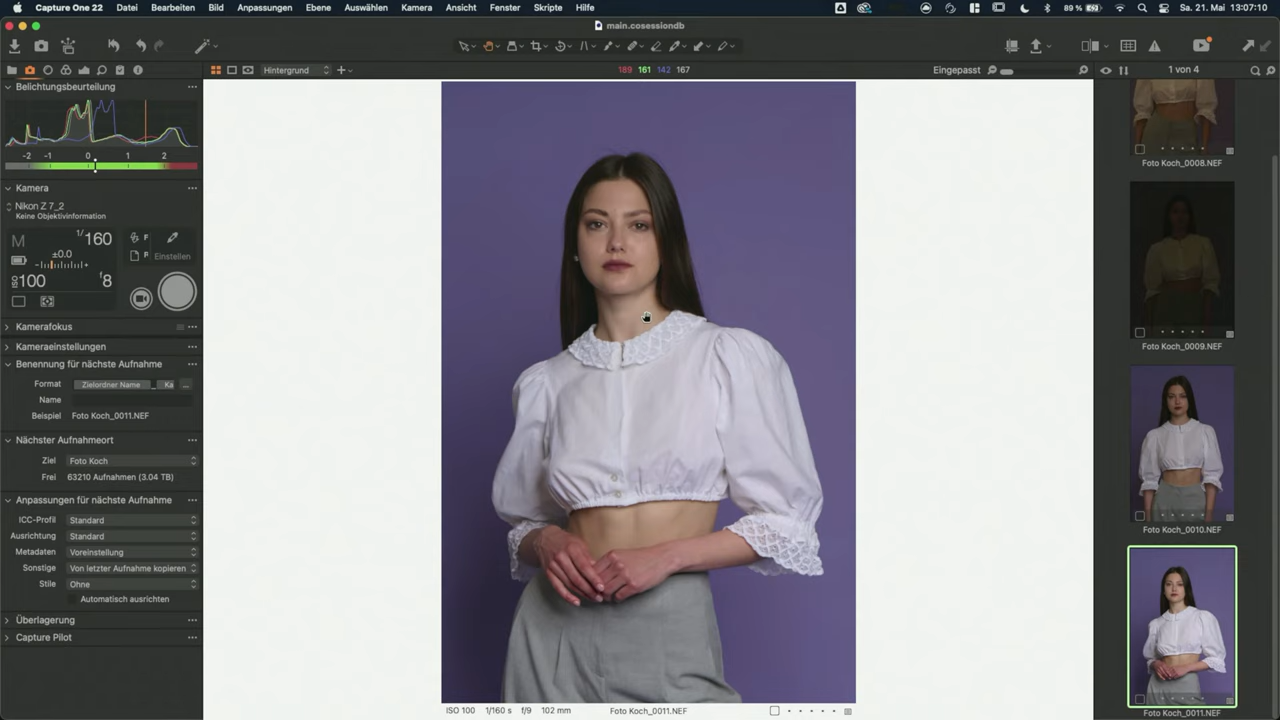 Capture One 22 Datei Bearbeiten Bild Anpassungen Ebene Auswählen Kamera Ansicht Fenster Skripte Hilfe 89 % Sa. 21. Mai 13:07:10
main.cosessiondb
Hintergrund 189 161 142 167 Eingepasst 1 von 4
Belichtungsbeurteilung
-2 -1 0 1 2
Kamera
Nikon Z 7_2
Keine Objektivinformation
M 1/160 F
±0.0 F Einstellen
ISO 100 f8
Kamerafokus
Kameraeinstellungen
Benennung für nächste Aufnahme
Format Zielordner Name _ Ka ...
Name
Beispiel Foto Koch_0011.NEF
Nächster Aufnahmeort
Ziel Foto Koch
Frei 63210 Aufnahmen (3.04 TB)
Anpassungen für nächste Aufnahme
ICC-Profil Standard
Ausrichtung Standard
Metadaten Voreinstellung
Sonstige Von letzter Aufnahme kopieren
Stile Ohne
Automatisch ausrichten
Überlagerung
Capture Pilot
ISO 100 1/160 s f/9 102 mm Foto Koch_0011.NEF
Foto Koch_0008.NEF
Foto Koch_0009.NEF
Foto Koch_0010.NEF
Foto Koch_0011.NEF